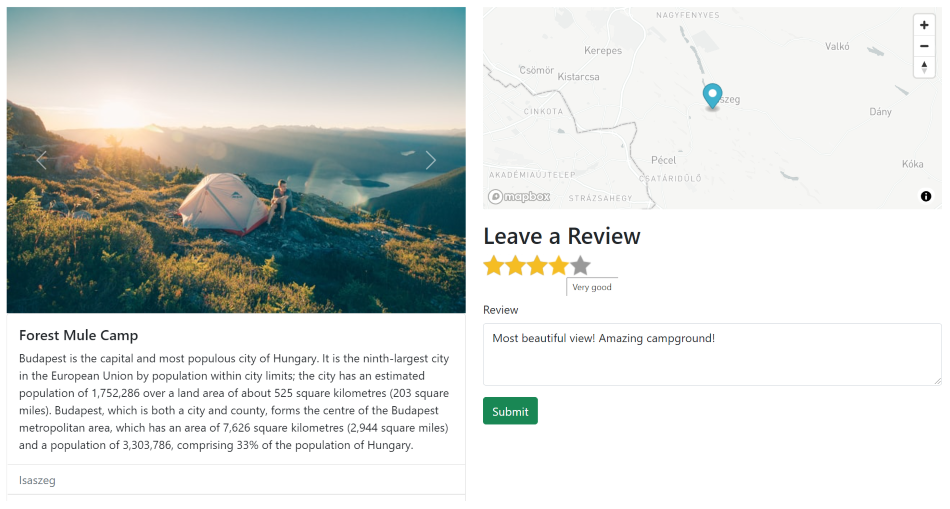 Forest Mule Camp
Budapest is the capital and most populous city of Hungary. It is the ninth-largest city
in the European Union by population within city limits; the city has an estimated
population of 1,752,286 over a land area of about 525 square kilometres (203 square
miles). Budapest, which is both a city and county, forms the centre of the Budapest
metropolitan area, which has an area of 7,626 square kilometres (2,944 square miles)
and a population of 3,303,786, comprising 33% of the population of Hungary.
Isaszeg
NAGYFENYVES
Valkó
Kerepes
Csömör
Kistarcsa
szeg
CINKOTA
Dány
Pécel
Kóka
AKADÉMIAÚJTELEP
CSATÁRIDŰLŐ
mapbox
STRÁZSAHEGY
Leave a Review
Very good
Review
Most beautiful view! Amazing campground!
Submit